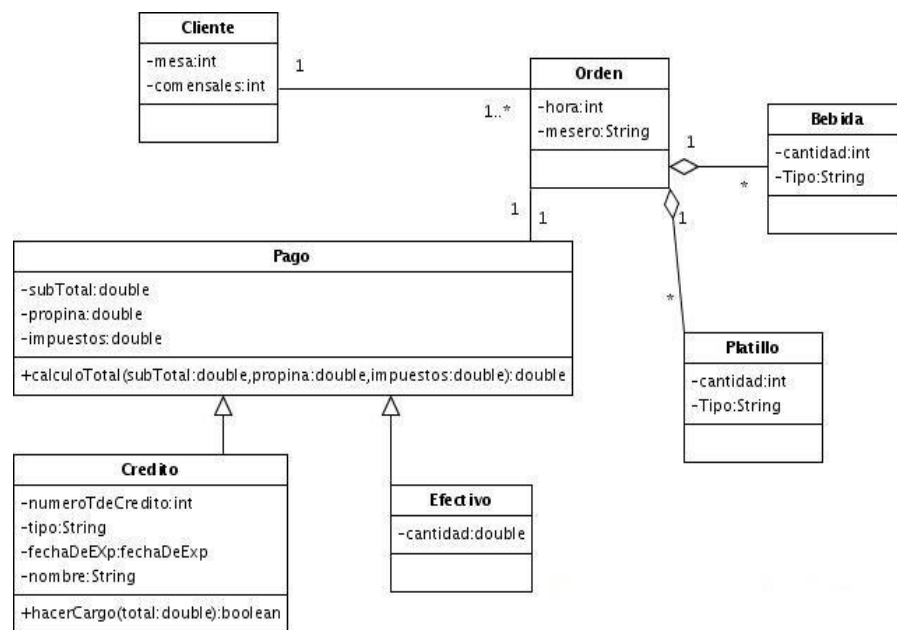 Cliente
-mesa:int
-comensales:int
1
1..*
Orden
-hora:int
-mesero:String
1
*
Bebida
-cantidad:int
-Tipo:String
1
*
Platillo
-cantidad:int
-Tipo:String
1
1
Pago
-subTotal:double
-propina:double
-impuestos:double
+calculoTotal(subTotal:double,propina:double,impuestos:double):double
Credito
-numeroTdeCredito:int
-tipo:String
-fechaDeEXp:fechaDeExp
-nombre:String
+hacerCargo(total:double):boolean
Efectivo
-cantidad:double